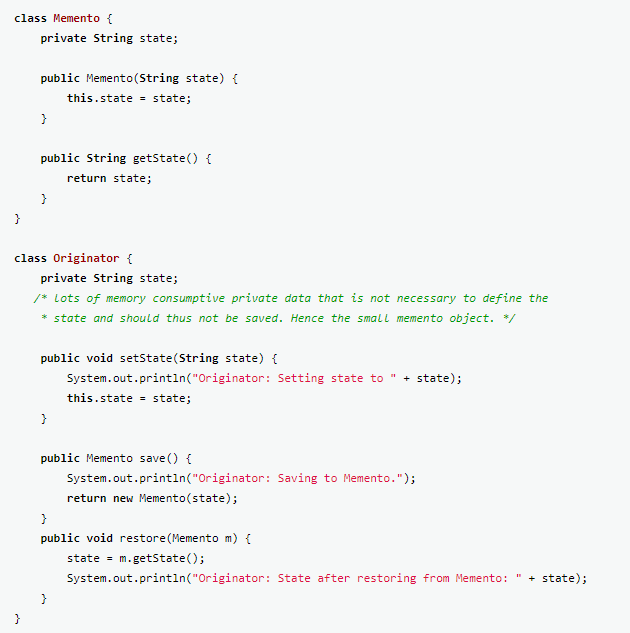 class Memento {
    private String state;

    public Memento(String state) {
        this.state = state;
    }

    public String getState() {
        return state;
    }
}

class Originator {
    private String state;
   /* lots of memory consumptive private data that is not necessary to define the
    * state and should thus not be saved. Hence the small memento object. */

    public void setState(String state) {
        System.out.println("Originator: Setting state to " + state);
        this.state = state;
    }

    public Memento save() {
        System.out.println("Originator: Saving to Memento.");
        return new Memento(state);
    }
    public void restore(Memento m) {
        state = m.getState();
        System.out.println("Originator: State after restoring from Memento: " + state);
    }
}